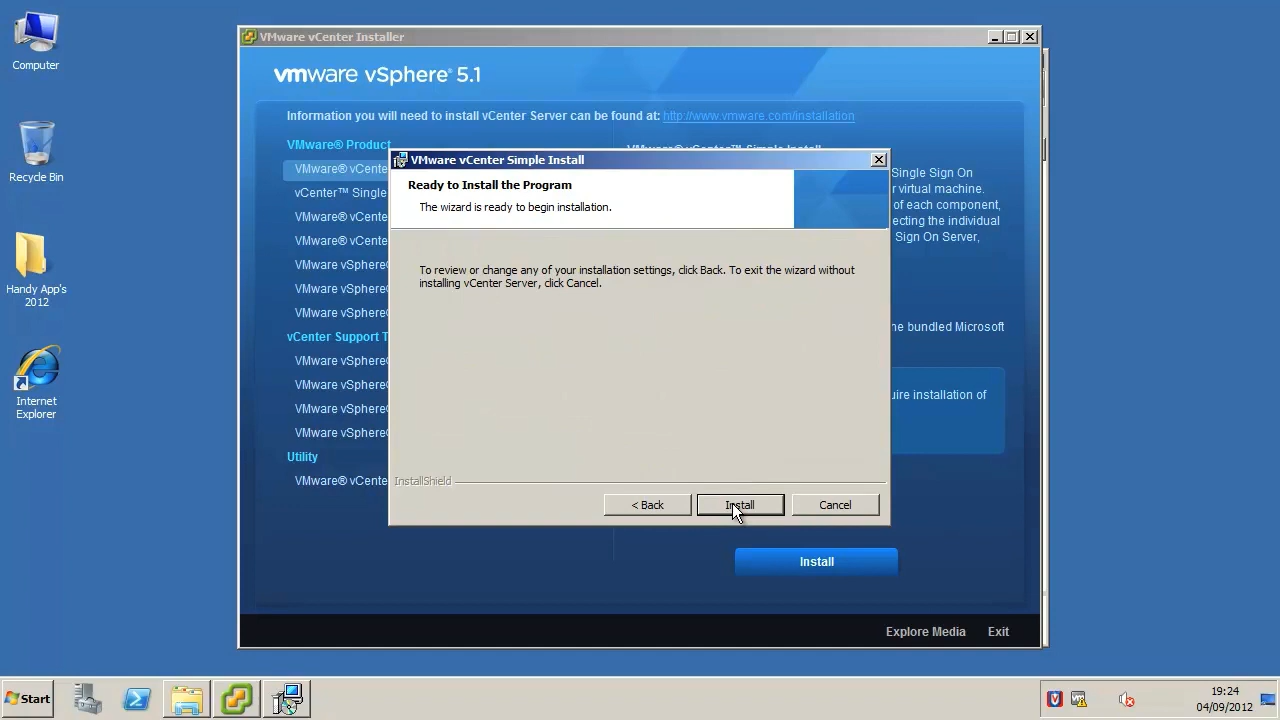 Computer
Recycle Bin
Handy App's
2012
Internet
Explorer
VMware vCenter Installer
vmware vSphere® 5.1
Information you will need to install vCenter Server can be found at: http://www.vmware.com/installation
VMware® Product
VMware® vCente
vCenter™ Single
VMware® vCente
VMware® vCente
VMware vSphere
VMware vSphere
VMware vSphere
vCenter Support T
VMware vSphere
VMware vSphere
VMware vSphere
VMware vSphere
Utility
VMware® vCente
VMware® vCenter™ Simple Install
Single Sign On
r virtual machine.
of each component,
ecting the individual
Sign On Server,
he bundled Microsoft
uire installation of
VMware vCenter Simple Install
Ready to Install the Program
The wizard is ready to begin installation.
To review or change any of your installation settings, click Back. To exit the wizard without
installing vCenter Server, click Cancel.
InstallShield
< Back
Install
Cancel
Install
Explore Media
Exit
Start
19:24
04/09/2012